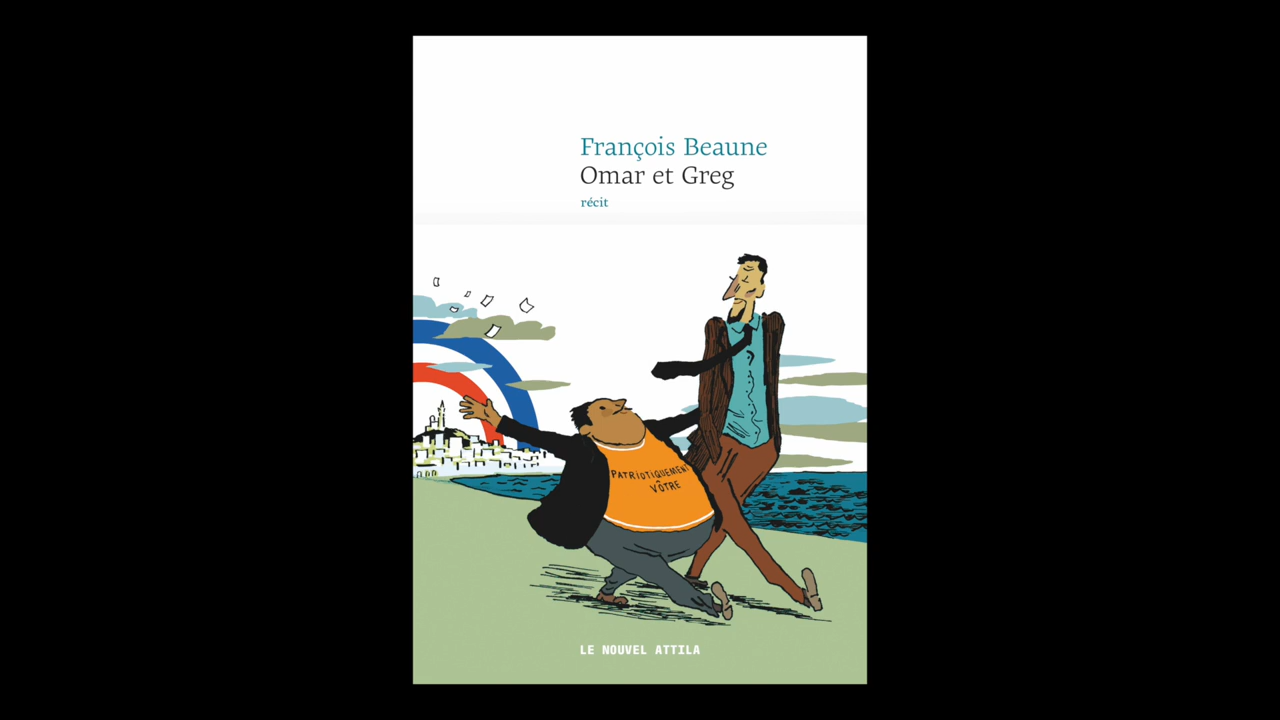 François Beaune
Omar et Greg
récit
PATRIOTIQUEMENT
VÔTRE
LE NOUVEL ATTILA